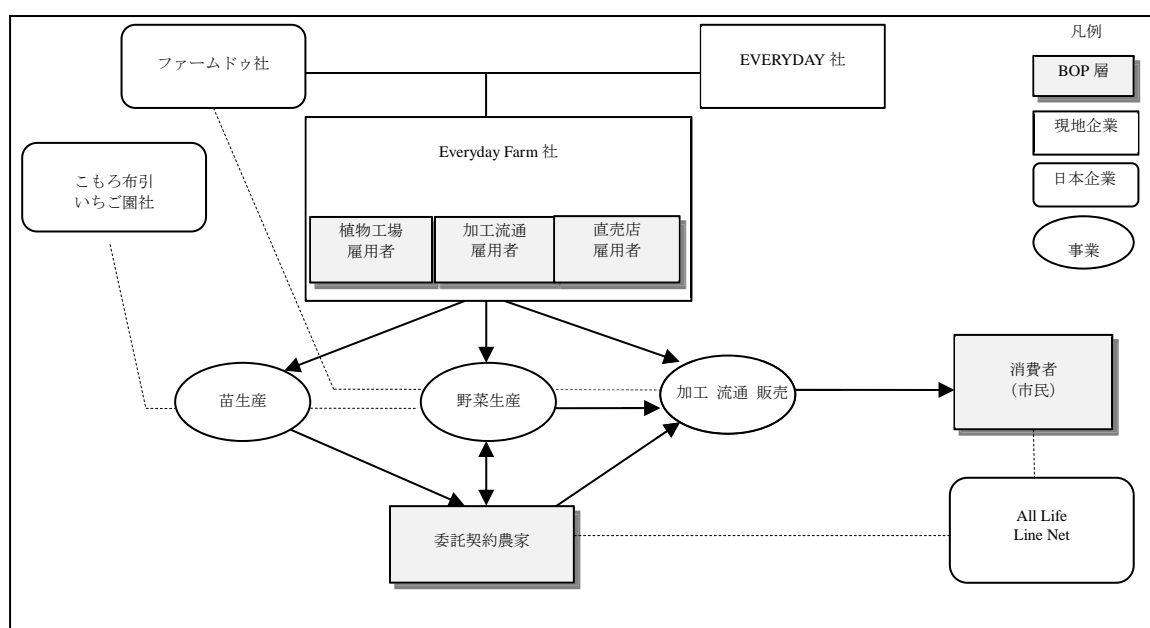 凡例
ファームドゥ社
EVERYDAY 社
BOP 層
現地企業
Everyday Farm 社
こもろ布引
いちご園社
日本企業
植物工場
雇用者
加工流通
雇用者
直売店
雇用者
事業
苗生産
野菜生産
加工 流通 販売
消費者
（市民）
委託契約農家
All Life
Line Net